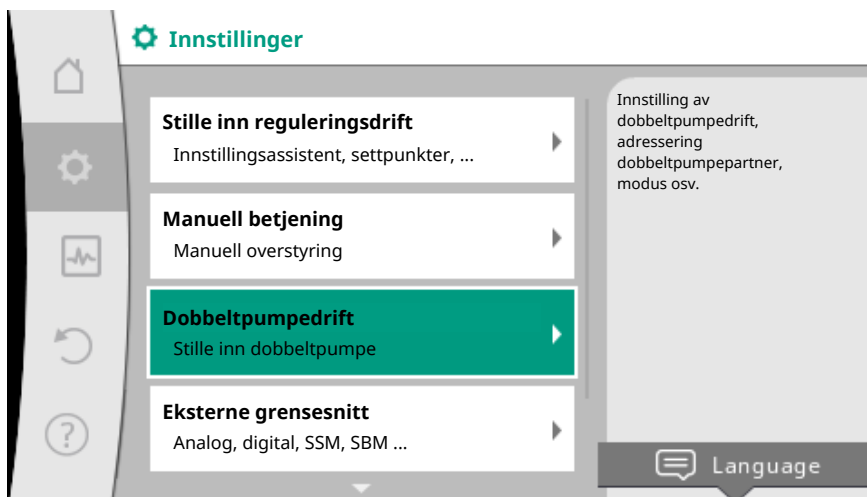 Innstillinger
Stille inn reguleringsdrift
Innstillingsassistent, settpunkter, ...
Manuell betjening
Manuell overstyring
Dobbeltpumpedrift
Stille inn dobbeltpumpe
Eksterne grensesnitt
Analog, digital, SSM, SBM ...
Innstilling av
dobbeltpumpedrift,
adressering
dobbeltpumpepartner,
modus osv.
Language